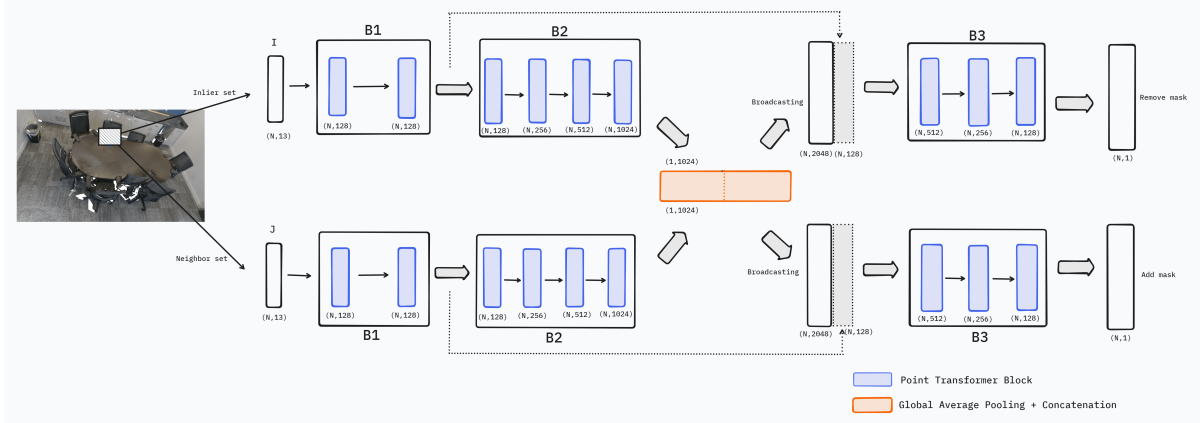 B1
B2
B3
I
Inlier set
(N,13)
(N,128)
(N,128)
(N,128)
(N,256)
(N,512)
(N,1024)
Broadcasting
(N,2048)
(N,128)
(N,512)
(N,256)
(N,128)
Remove mask
(N,1)
(1,1024)
(1,1024)
J
Neighbor set
(N,13)
(N,128)
(N,128)
B1
(N,128)
(N,256)
(N,512)
(N,1024)
B2
Broadcasting
(N,2048)
(N,128)
(N,512)
(N,256)
(N,128)
B3
Add mask
(N,1)
Point Transformer Block
Global Average Pooling + Concatenation